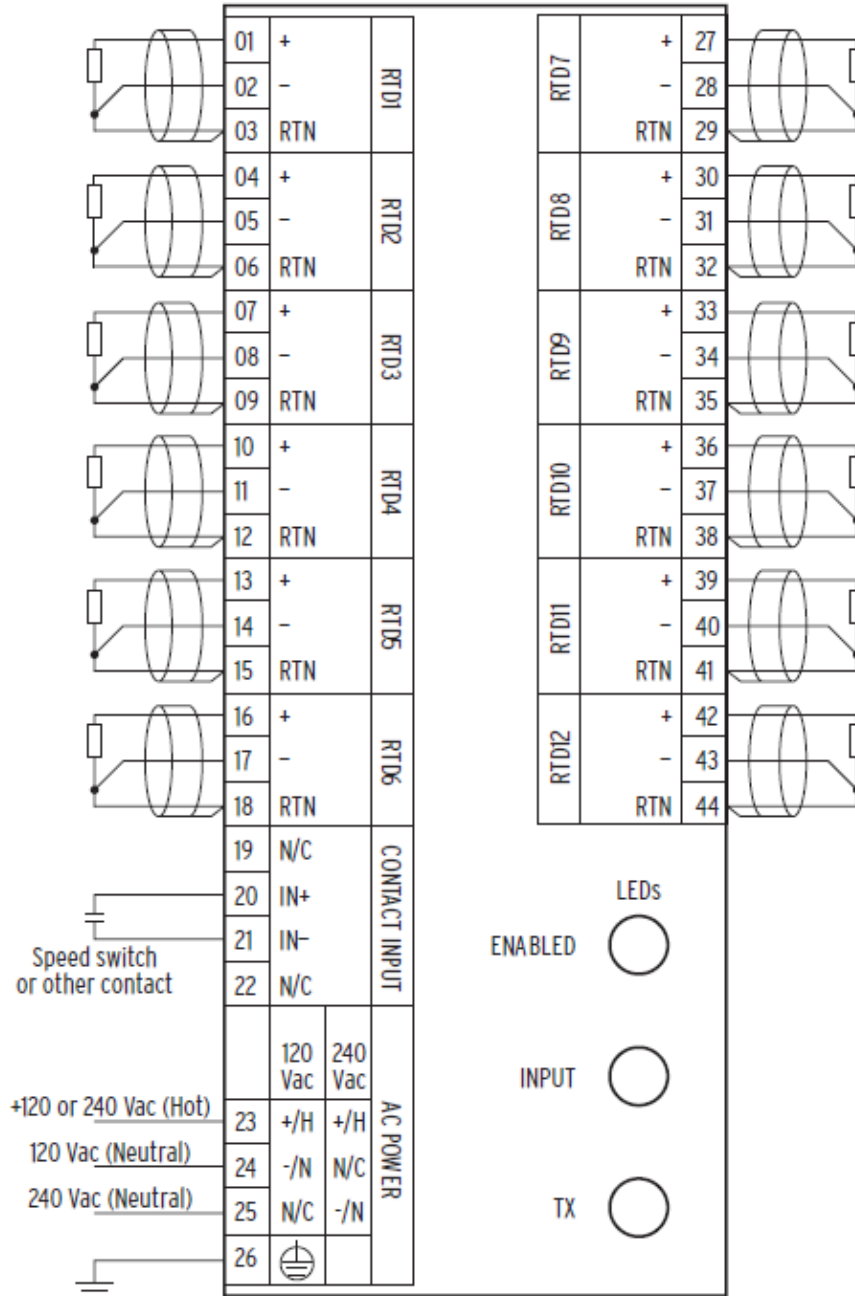 01 + RTD1
02 -
03 RTN
04 + RTD2
05 -
06 RTN
07 + RTD3
08 -
09 RTN
10 + RTD4
11 -
12 RTN
13 + RTD5
14 -
15 RTN
16 + RTD6
17 -
18 RTN
19 N/C CONTACT INPUT
20 IN+
21 IN-
22 N/C
Speed switch
or other contact
120 Vac 240 Vac AC POWER
+120 or 240 Vac (Hot) 23 +/H +/H
120 Vac (Neutral) 24 -/N N/C
240 Vac (Neutral) 25 N/C -/N
26
RTD7 + 27
- 28
RTN 29
RTD8 + 30
- 31
RTN 32
RTD9 + 33
- 34
RTN 35
RTD10 + 36
- 37
RTN 38
RTD11 + 39
- 40
RTN 41
RTD12 + 42
- 43
RTN 44
LEDs
ENABLED
INPUT
TX